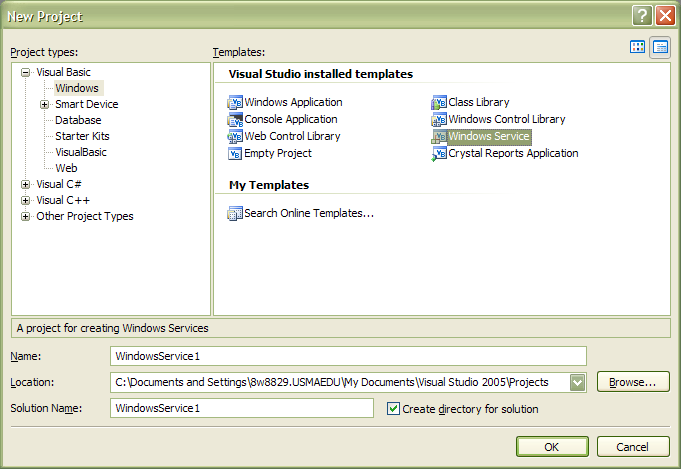 New Project
Project types:
Templates:
Visual Basic
Windows
Smart Device
Database
Starter Kits
VisualBasic
Web
Visual C#
Visual C++
Other Project Types
Visual Studio installed templates
Windows Application
Class Library
Console Application
Windows Control Library
Web Control Library
Windows Service
Empty Project
Crystal Reports Application
My Templates
Search Online Templates...
A project for creating Windows Services
Name:
WindowsService1
Location:
C:\Documents and Settings\8w8829.USMAEDU\My Documents\Visual Studio 2005\Projects
Browse...
Solution Name:
WindowsService1
Create directory for solution
OK
Cancel